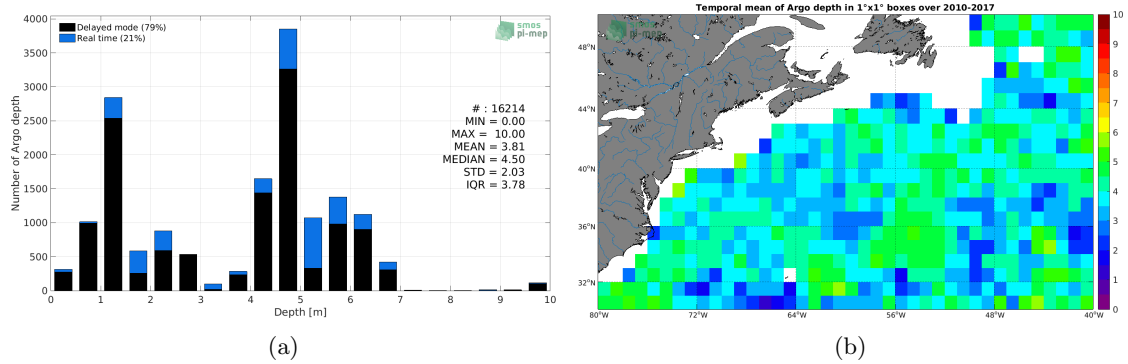 Delayed mode (79%)
Real time (21%)
smos
pi-mep
# : 16214
MIN = 0.00
MAX = 10.00
MEAN = 3.81
MEDIAN = 4.50
STD = 2.03
IQR = 3.78
Number of Argo depth
4000
3500
3000
2500
2000
1500
1000
500
0
0 1 2 3 4 5 6 7 8 9 10
Depth [m]
(a)
Temporal mean of Argo depth in 1°x1° boxes over 2010-2017
smos
pi-mep
48°N
44°N
40°N
36°N
32°N
80°W 72°W 64°W 56°W 48°W 40°W
10
9
8
7
6
5
4
3
2
1
0
(b)